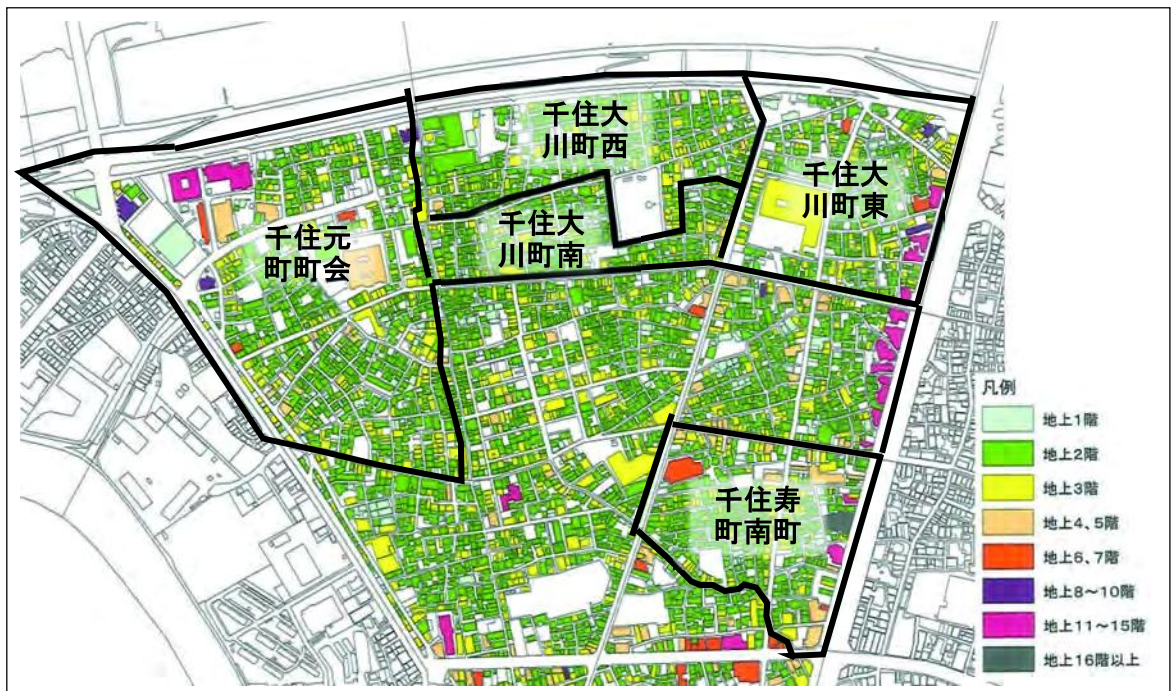 千住大
川町西
千住大
川町東
千住大
川町南
千住元
町町会
千住寿
町南町
凡例
地上1階
地上2階
地上3階
地上4、5階
地上6、7階
地上8～10階
地上11～15階
地上16階以上